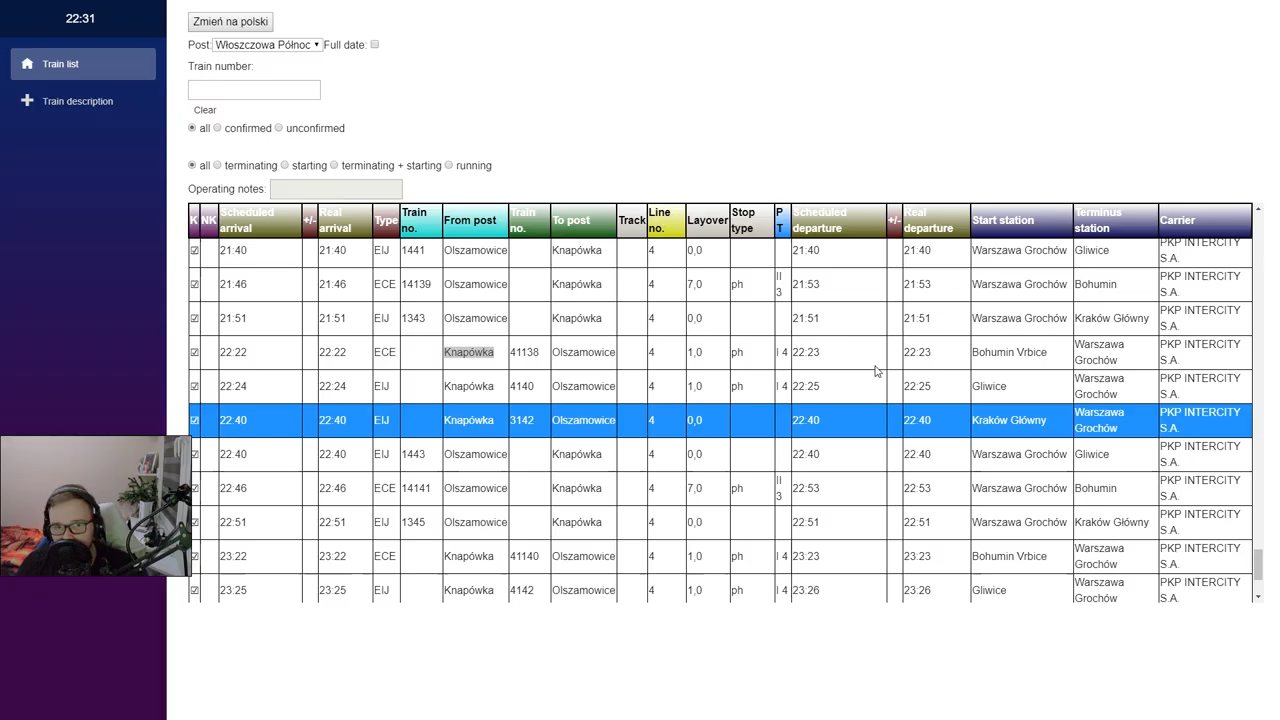 22:31
Train list
Train description
Zmień na polski
Post: Włoszczowa Północ Full date:
Train number:
Clear
all confirmed unconfirmed
all terminating starting terminating + starting running
Operating notes:
K NK Scheduled arrival +/- Real arrival Type Train no. From post Train no. To post Track Line no. Layover Stop type P T Scheduled departure +/- Real departure Start station Terminus station Carrier
21:40 21:40 EIJ 1441 Olszamowice Knapówka 4 0,0 21:40 21:40 Warszawa Grochów Gliwice PKP INTERCITY S.A.
21:46 21:46 ECE 14139 Olszamowice Knapówka 4 7,0 ph II 3 21:53 21:53 Warszawa Grochów Bohumin PKP INTERCITY S.A.
21:51 21:51 EIJ 1343 Olszamowice Knapówka 4 0,0 21:51 21:51 Warszawa Grochów Kraków Główny PKP INTERCITY S.A.
22:22 22:22 ECE Knapówka 41138 Olszamowice 4 1,0 ph I 4 22:23 22:23 Bohumin Vrbice Warszawa Grochów PKP INTERCITY S.A.
22:24 22:24 EIJ Knapówka 4140 Olszamowice 4 1,0 ph I 4 22:25 22:25 Gliwice Warszawa Grochów PKP INTERCITY S.A.
22:40 22:40 EIJ Knapówka 3142 Olszamowice 4 0,0 22:40 22:40 Kraków Główny Warszawa Grochów PKP INTERCITY S.A.
22:40 22:40 EIJ 1443 Olszamowice Knapówka 4 0,0 22:40 22:40 Warszawa Grochów Gliwice PKP INTERCITY S.A.
22:46 22:46 ECE 14141 Olszamowice Knapówka 4 7,0 ph II 3 22:53 22:53 Warszawa Grochów Bohumin PKP INTERCITY S.A.
22:51 22:51 EIJ 1345 Olszamowice Knapówka 4 0,0 22:51 22:51 Warszawa Grochów Kraków Główny PKP INTERCITY S.A.
23:22 23:22 ECE Knapówka 41140 Olszamowice 4 1,0 ph I 4 23:23 23:23 Bohumin Vrbice Warszawa Grochów PKP INTERCITY S.A.
23:25 23:25 EIJ Knapówka 4142 Olszamowice 4 1,0 ph I 4 23:26 23:26 Gliwice Warszawa Grochów PKP INTERCITY S.A.